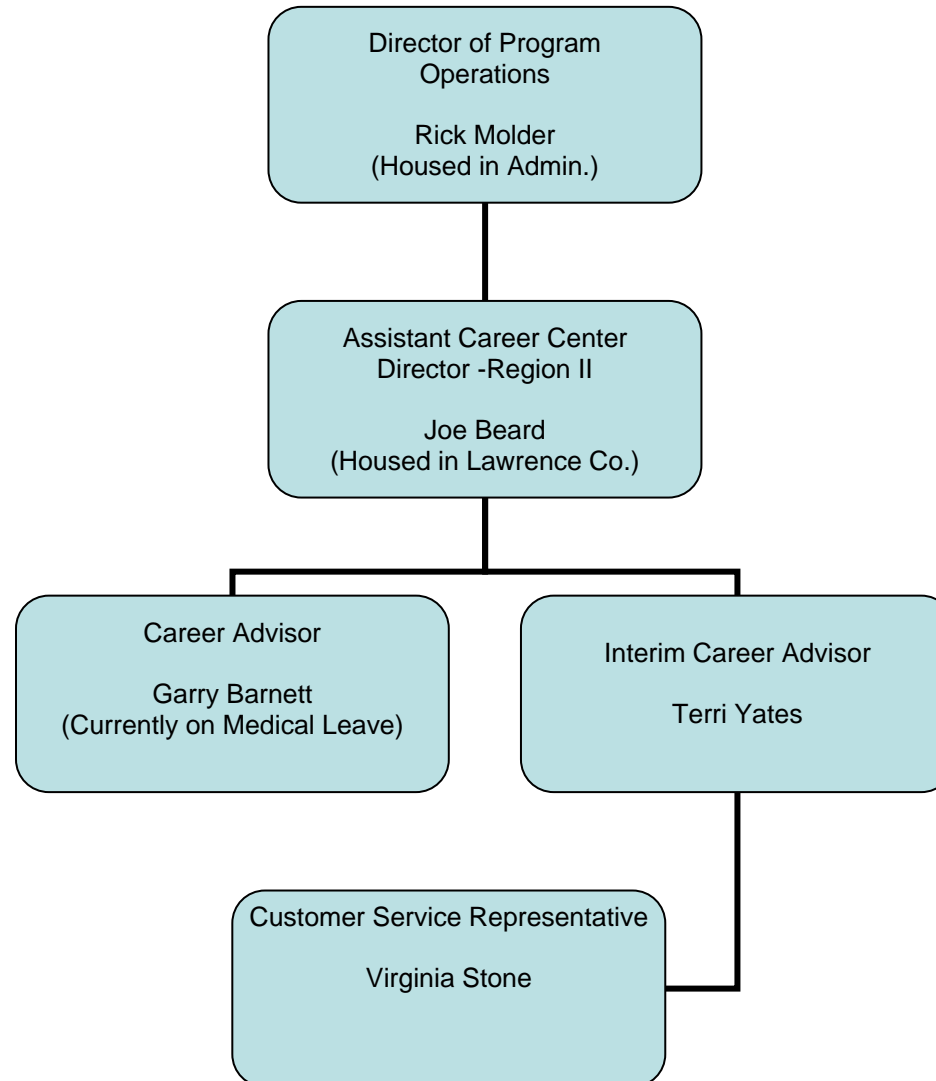 Director of Program
Operations
Rick Molder
(Housed in Admin.)
Assistant Career Center
Director -Region II
Joe Beard
(Housed in Lawrence Co.)
Career Advisor
Garry Barnett
(Currently on Medical Leave)
Interim Career Advisor
Terri Yates
Customer Service Representative
Virginia Stone